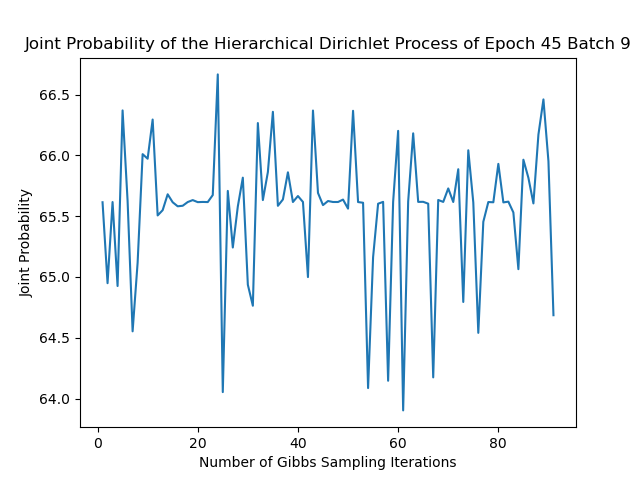 Joint Probability of the Hierarchical Dirichlet Process of Epoch 45 Batch 9
66.5
66.0
65.5
65.0
64.5
64.0
Joint Probability
0 20 40 60 80
Number of Gibbs Sampling Iterations